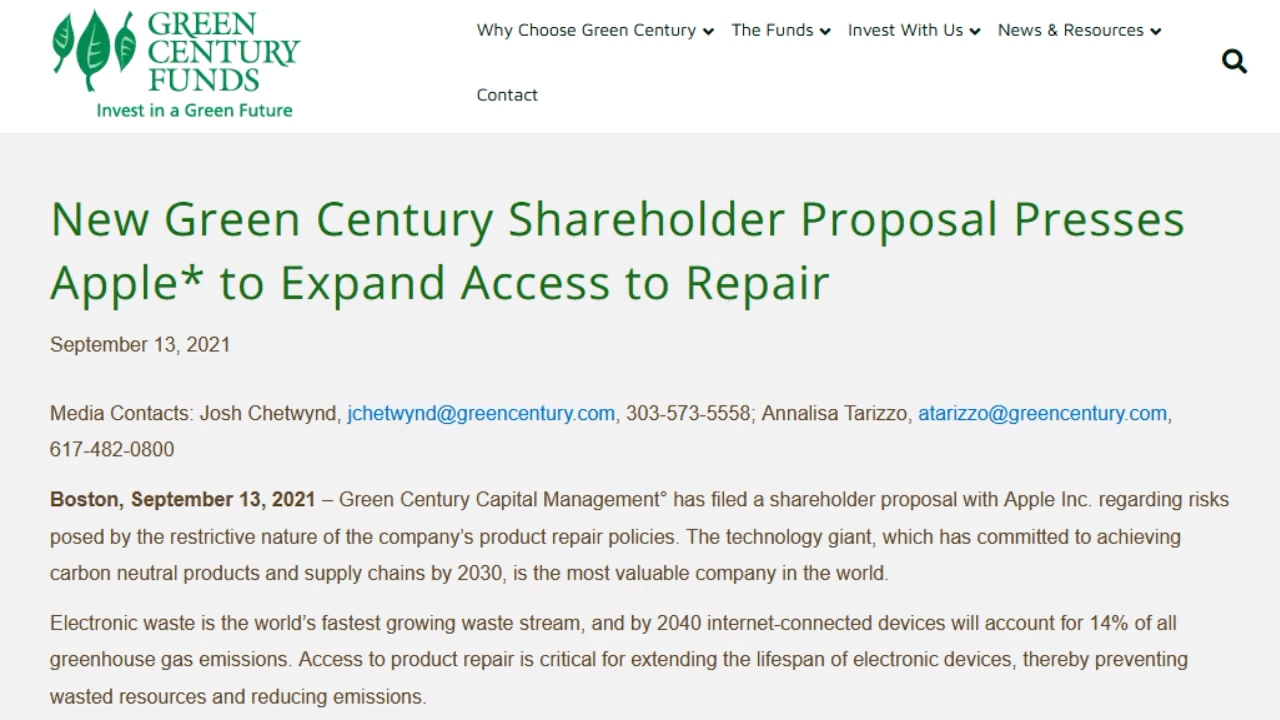 GREEN
CENTURY
FUNDS
Invest in a Green Future
Why Choose Green Century
The Funds
Invest With Us
News & Resources
Contact
New Green Century Shareholder Proposal Presses
Apple* to Expand Access to Repair
September 13, 2021
Media Contacts: Josh Chetwynd, jchetwynd@greencentury.com, 303-573-5558; Annalisa Tarizzo, atarizzo@greencentury.com,
617-482-0800
Boston, September 13, 2021 – Green Century Capital Management° has filed a shareholder proposal with Apple Inc. regarding risks
posed by the restrictive nature of the company’s product repair policies. The technology giant, which has committed to achieving
carbon neutral products and supply chains by 2030, is the most valuable company in the world.
Electronic waste is the world’s fastest growing waste stream, and by 2040 internet-connected devices will account for 14% of all
greenhouse gas emissions. Access to product repair is critical for extending the lifespan of electronic devices, thereby preventing
wasted resources and reducing emissions.